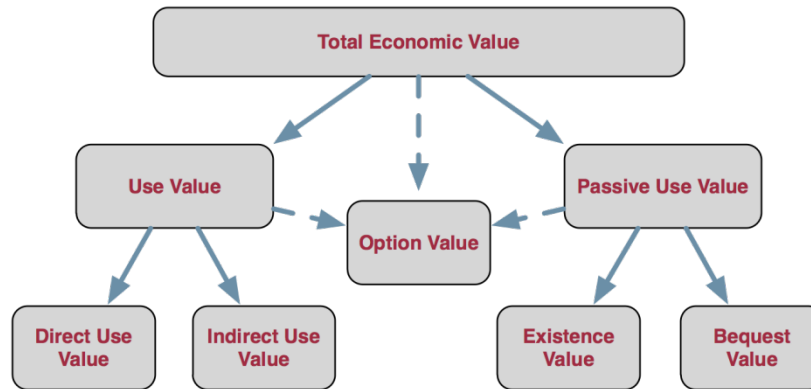 Total Economic Value
Use Value
Passive Use Value
Option Value
Direct Use
Value
Indirect Use
Value
Existence
Value
Bequest
Value